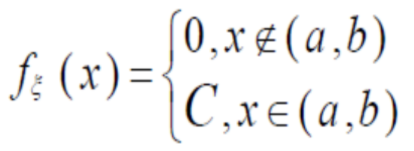 f_ξ(x) = { 0, x ∉ (a, b)
C, x ∈ (a, b)